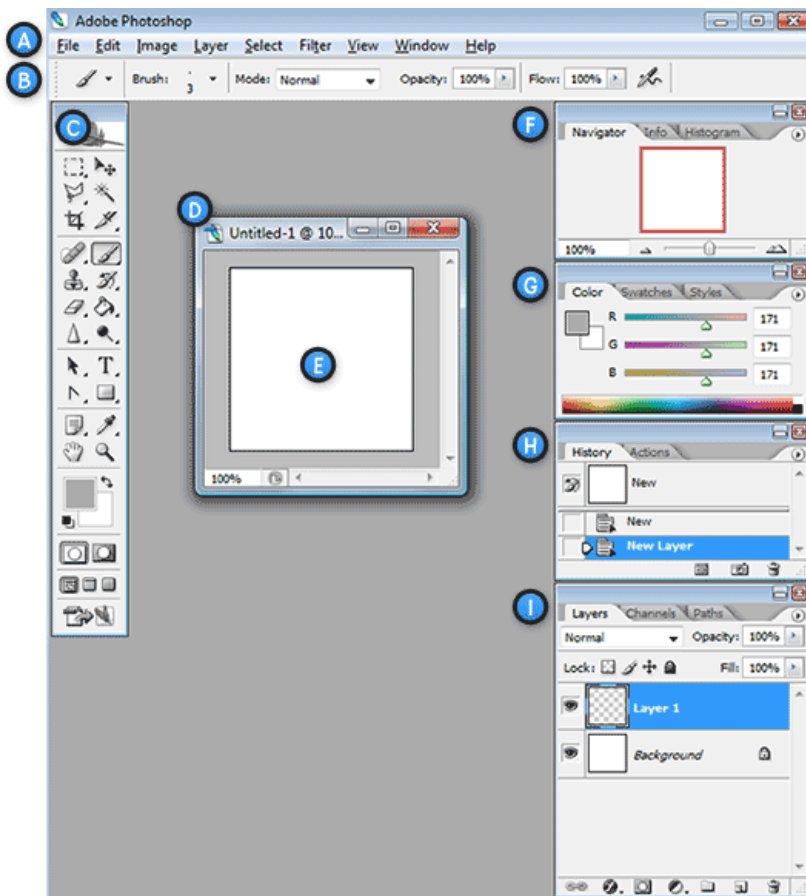 Adobe Photoshop
A
File Edit Image Layer Select Filter View Window Help
B
Brush: 3 Mode: Normal Opacity: 100% Flow: 100%
C
D
Untitled-1 @ 10...
E
100%
F
Navigator Info Histogram
100%
G
Color Swatches Styles
R 171
G 171
B 171
H
History Actions
New
New
New Layer
I
Layers Channels Paths
Normal Opacity: 100%
Lock: Fill: 100%
Layer 1
Background